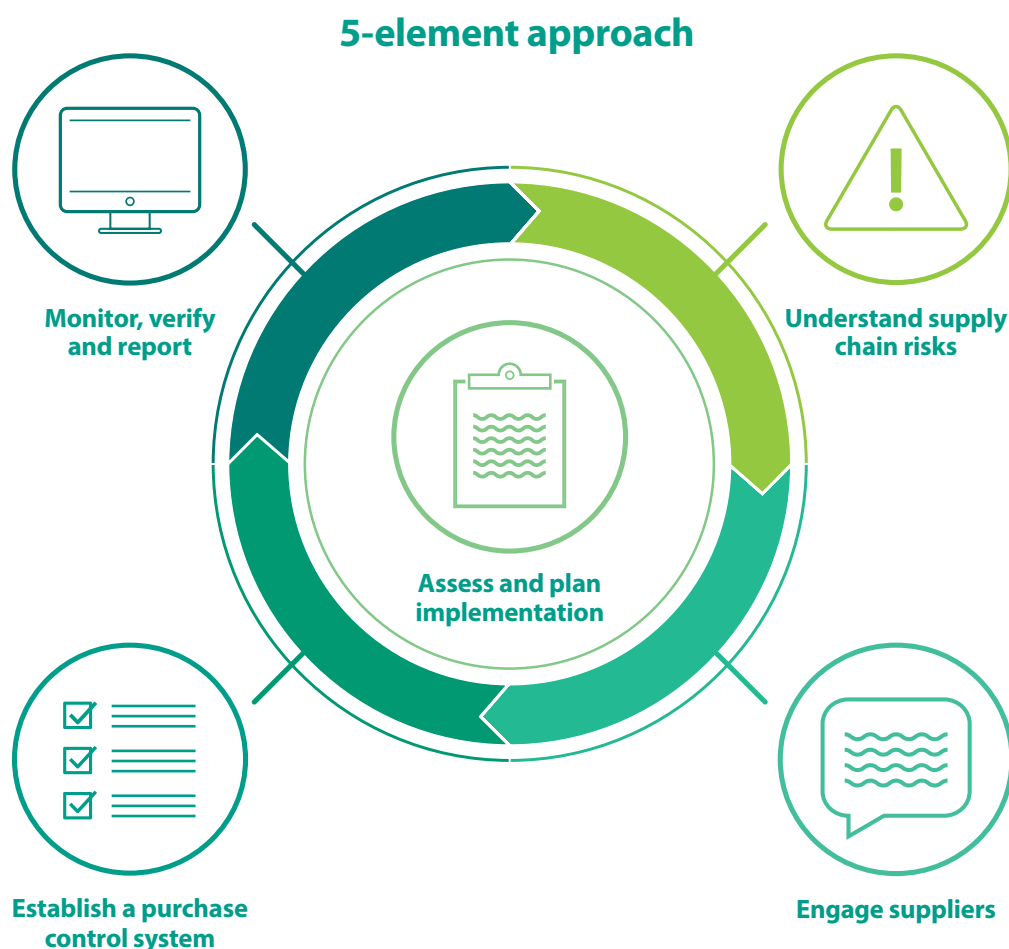 5-element approach
Monitor, verify
and report
Understand supply
chain risks
Assess and plan
implementation
Establish a purchase
control system
Engage suppliers